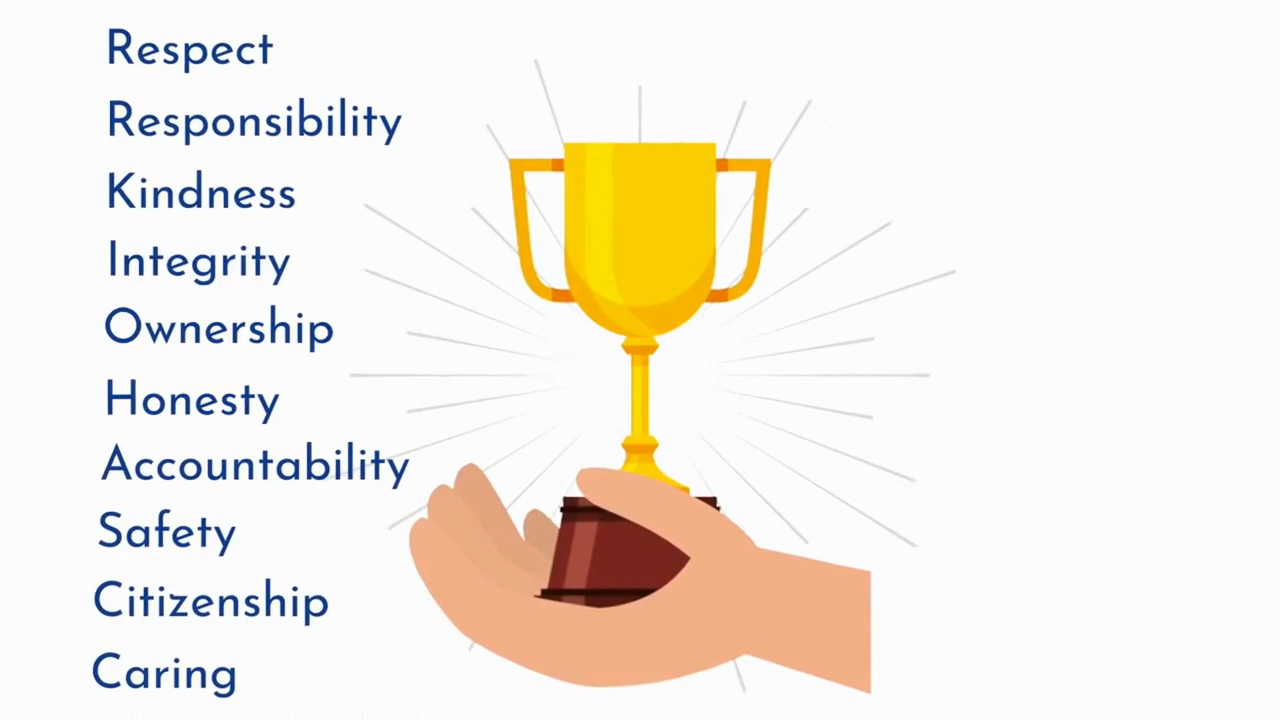 Respect
Responsibility
Kindness
Integrity
Ownership
Honesty
Accountability
Safety
Citizenship
Caring